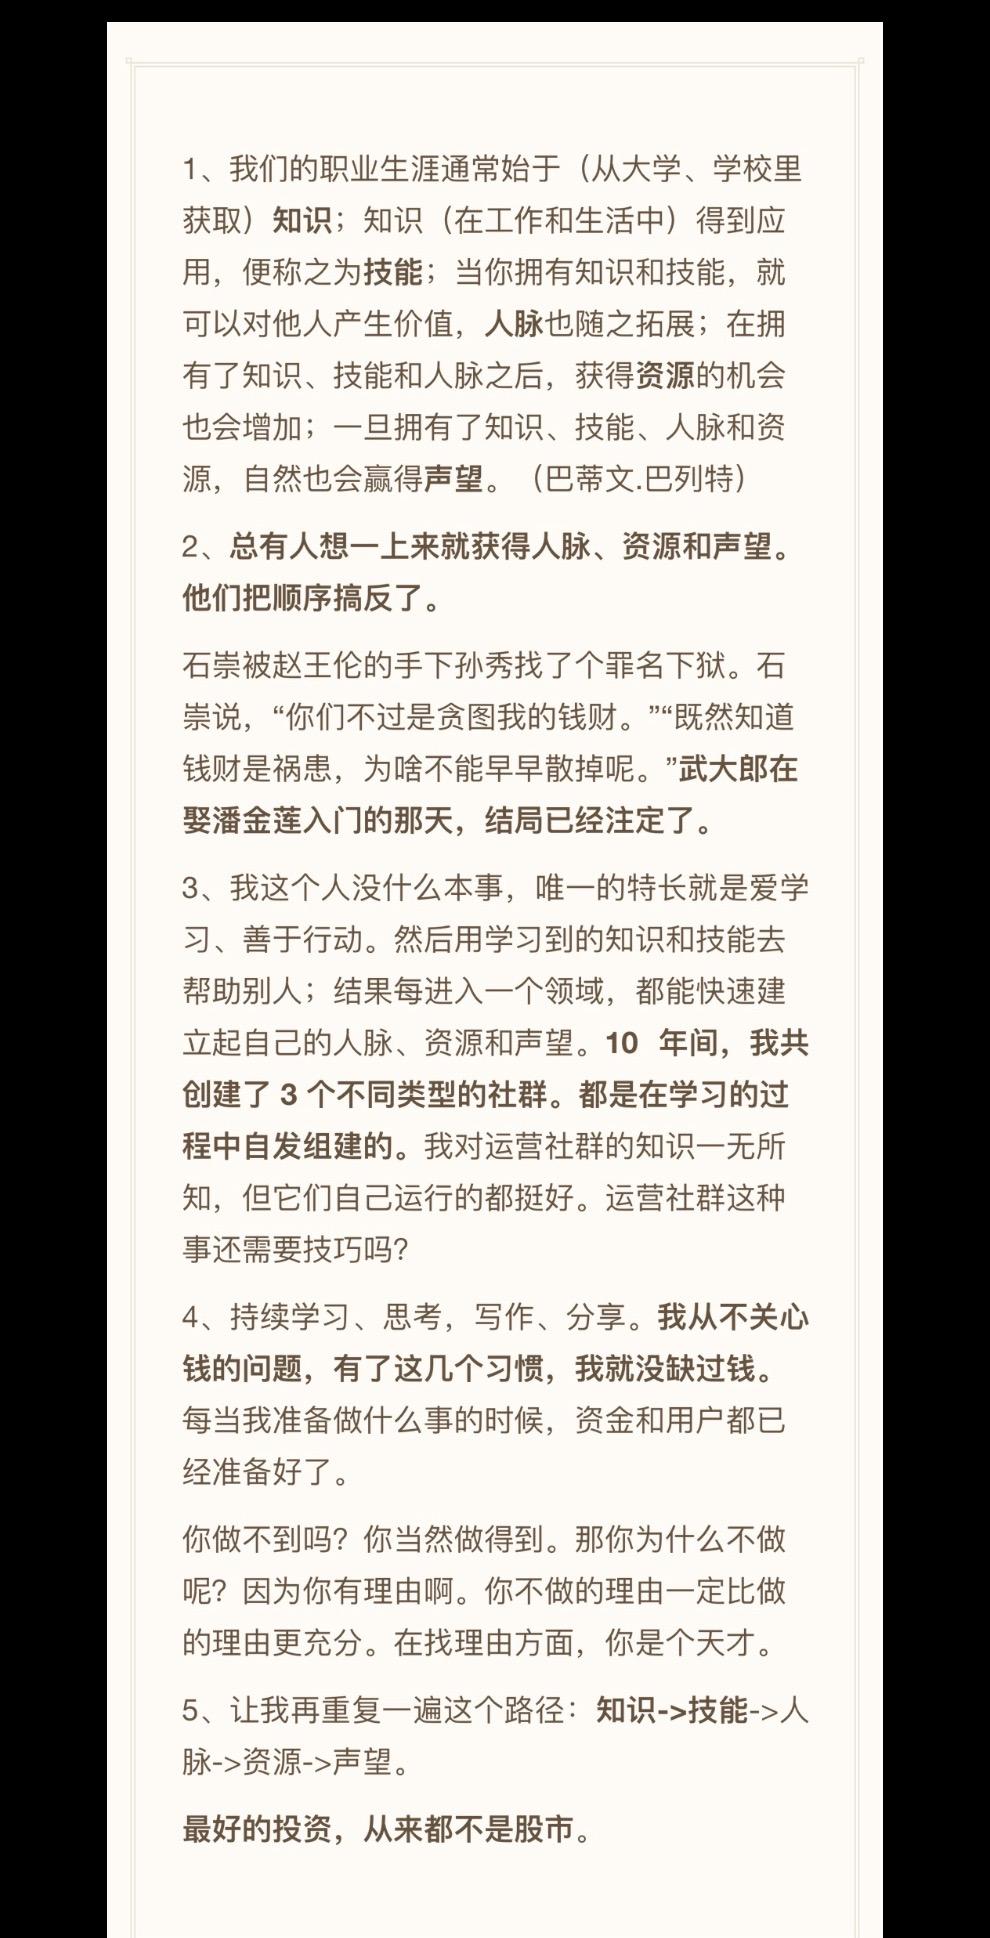 1、我们的职业生涯通常始于（从大学、学校里
获取）知识；知识（在工作和生活中）得到应
用，便称之为技能；当你拥有知识和技能，就
可以对他人产生价值，人脉也随之拓展；在拥
有了知识、技能和人脉之后，获得资源的机会
也会增加；一旦拥有了知识、技能、人脉和资
源，自然也会赢得声望。（巴蒂文.巴列特）
2、总有人想一上来就获得人脉、资源和声望。
他们把顺序搞反了。
石崇被赵王伦的手下孙秀找了个罪名下狱。石
崇说，“你们不过是贪图我的钱财。”“既然知道
钱财是祸患，为啥不能早早散掉呢。”武大郎在
娶潘金莲入门的那天，结局已经注定了。
3、我这个人没什么本事，唯一的特长就是爱学
习、善于行动。然后用学习到的知识和技能去
帮助别人；结果每进入一个领域，都能快速建
立起自己的人脉、资源和声望。10 年间，我共
创建了 3 个不同类型的社群。都是在学习的过
程中自发组建的。我对运营社群的知识一无所
知，但它们自己运行的都挺好。运营社群这种
事还需要技巧吗？
4、持续学习、思考，写作、分享。我从不关心
钱的问题，有了这几个习惯，我就没缺过钱。
每当我准备做什么事的时候，资金和用户都已
经准备好了。
你做不到吗？你当然做得到。那你为什么不做
呢？因为你有理由啊。你不做的理由一定比做
的理由更充分。在找理由方面，你是个天才。
5、让我再重复一遍这个路径：知识->技能->人
脉->资源->声望。
最好的投资，从来都不是股市。